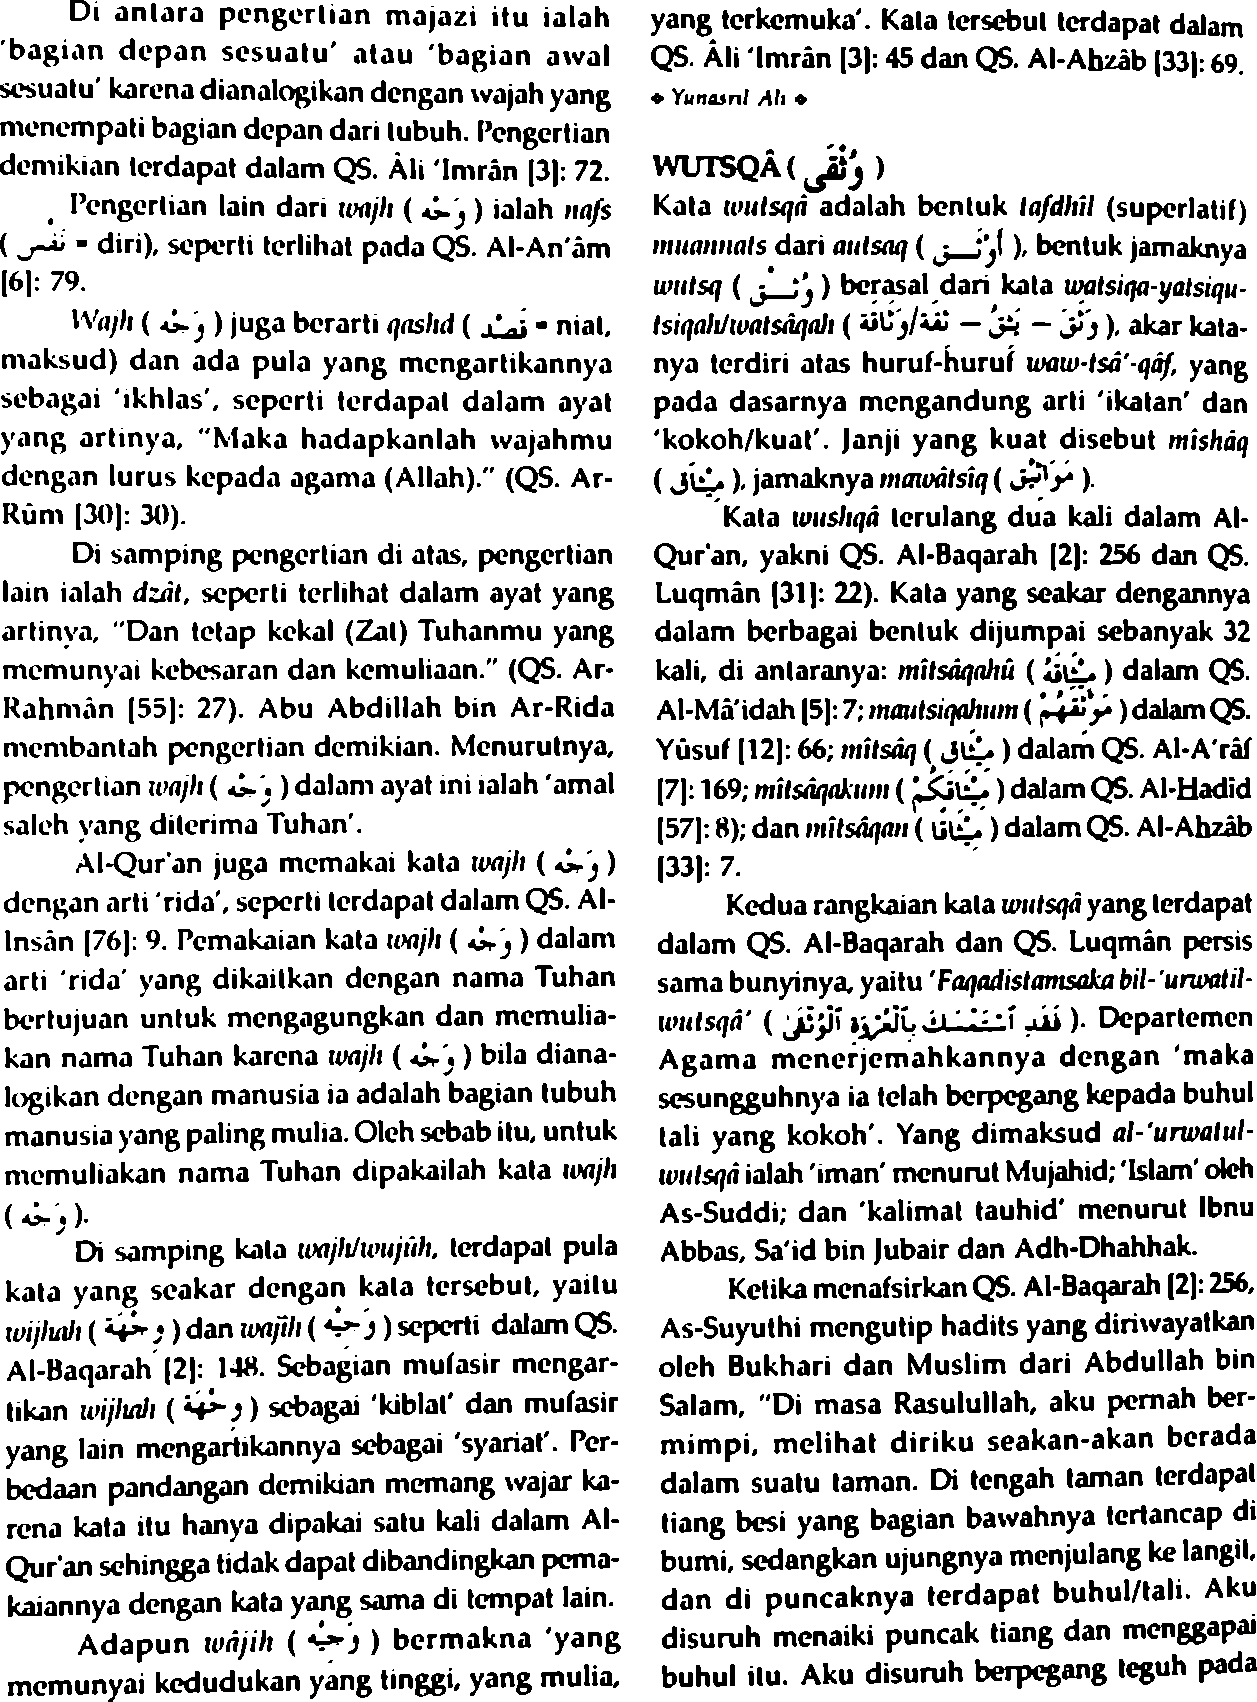 Di antara pengertian majazi itu ialah
'bagian depan sesuatu' atau 'bagian awal
sesuatu' karena dianalogikan dengan wajah yang
menempati bagian depan dari tubuh. Pengertian
demikian terdapat dalam QS. Âli 'Imrân [3]: 72.
Pengertian lain dari wajh ( وَجْه ) ialah nafs
( نَفْس = diri), seperti terlihat pada QS. Al-An'âm
[6]: 79.
Wajh ( وَجْه ) juga berarti qashd ( قَصْد = niat,
maksud) dan ada pula yang mengartikannya
sebagai 'ikhlas', seperti terdapat dalam ayat
yang artinya, "Maka hadapkanlah wajahmu
dengan lurus kepada agama (Allah)." (QS. Ar-
Rûm [30]: 30).
Di samping pengertian di atas, pengertian
lain ialah dzât, seperti terlihat dalam ayat yang
artinya, "Dan tetap kekal (Zat) Tuhanmu yang
memunyai kebesaran dan kemuliaan." (QS. Ar-
Rahmân [55]: 27). Abu Abdillah bin Ar-Rida
membantah pengertian demikian. Menurutnya,
pengertian wajh ( وَجْه ) dalam ayat ini ialah 'amal
saleh yang diterima Tuhan'.
Al-Qur'an juga memakai kata wajh ( وَجْه )
dengan arti 'rida', seperti terdapat dalam QS. Al-
Insân [76]: 9. Pemakaian kata wajh ( وَجْه ) dalam
arti 'rida' yang dikaitkan dengan nama Tuhan
bertujuan untuk mengagungkan dan memulia-
kan nama Tuhan karena wajh ( وَجْه ) bila diana-
logikan dengan manusia ia adalah bagian tubuh
manusia yang paling mulia. Oleh sebab itu, untuk
memuliakan nama Tuhan dipakailah kata wajh
( وَجْه ).
Di samping kata wajh/wujûh, terdapat pula
kata yang seakar dengan kata tersebut, yaitu
wijhah ( وِجْهَة ) dan wajîh ( وَجِيْه ) seperti dalam QS.
Al-Baqarah [2]: 148. Sebagian mufasir mengar-
tikan wijhah ( وِجْهَة ) sebagai 'kiblat' dan mufasir
yang lain mengartikannya sebagai 'syariat'. Per-
bedaan pandangan demikian memang wajar ka-
rena kata itu hanya dipakai satu kali dalam Al-
Qur'an sehingga tidak dapat dibandingkan pema-
kaiannya dengan kata yang sama di tempat lain.
Adapun wâjih ( وَجِيْه ) bermakna 'yang
memunyai kedudukan yang tinggi, yang mulia,
yang terkemuka'. Kata tersebut terdapat dalam
QS. Âli 'Imrân [3]: 45 dan QS. Al-Ahzâb [33]: 69.
◆ Yunasril Ali ◆
WUTSQÂ ( وُثْقَى )
Kata wutsqâ adalah bentuk tafdhîl (superlatif)
muannats dari autsaq ( أَوْثَق ), bentuk jamaknya
wutsq ( وُثْق ) berasal dari kata watsiqa-yatsiqu-
tsiqah/watsâqah ( وَثِقَ – يَثِقُ – ثِقَة/وَثَاقَة ), akar kata-
nya terdiri atas huruf-huruf waw-tsâ'-qâf, yang
pada dasarnya mengandung arti 'ikatan' dan
'kokoh/kuat'. Janji yang kuat disebut mîshâq
( مِيْثَاق ), jamaknya mawâtsîq ( مَوَاثِيْق ).
Kata wushqâ terulang dua kali dalam Al-
Qur'an, yakni QS. Al-Baqarah [2]: 256 dan QS.
Luqmân [31]: 22). Kata yang seakar dengannya
dalam berbagai bentuk dijumpai sebanyak 32
kali, di antaranya: mîtsâqahû ( مِيْثَاقَهُ ) dalam QS.
Al-Mâ'idah [5]: 7; mautsiqahum ( مَوْثِقَهُمْ ) dalam QS.
Yûsuf [12]: 66; mîtsâq ( مِيْثَاق ) dalam QS. Al-A'râf
[7]: 169; mîtsâqakum ( مِيْثَاقَكُمْ ) dalam QS. Al-Hadid
[57]: 8); dan mîtsâqan ( مِيْثَاقًا ) dalam QS. Al-Ahzâb
[33]: 7.
Kedua rangkaian kata wutsqâ yang terdapat
dalam QS. Al-Baqarah dan QS. Luqmân persis
sama bunyinya, yaitu 'Faqadistamsaka bil-'urwatil-
wutsqâ' ( فَقَدِ ٱسْتَمْسَكَ بِٱلْعُرْوَةِ ٱلْوُثْقَىٰ ). Departemen
Agama menerjemahkannya dengan 'maka
sesungguhnya ia telah berpegang kepada buhul
tali yang kokoh'. Yang dimaksud al-'urwatul-
wutsqâ ialah 'iman' menurut Mujahid; 'Islam' oleh
As-Suddi; dan 'kalimat tauhid' menurut Ibnu
Abbas, Sa'id bin Jubair dan Adh-Dhahhak.
Ketika menafsirkan QS. Al-Baqarah [2]: 256,
As-Suyuthi mengutip hadits yang diriwayatkan
oleh Bukhari dan Muslim dari Abdullah bin
Salam, "Di masa Rasulullah, aku pernah ber-
mimpi, melihat diriku seakan-akan berada
dalam suatu taman. Di tengah taman terdapat
tiang besi yang bagian bawahnya tertancap di
bumi, sedangkan ujungnya menjulang ke langit,
dan di puncaknya terdapat buhul/tali. Aku
disuruh menaiki puncak tiang dan menggapai
buhul itu. Aku disuruh berpegang teguh pada